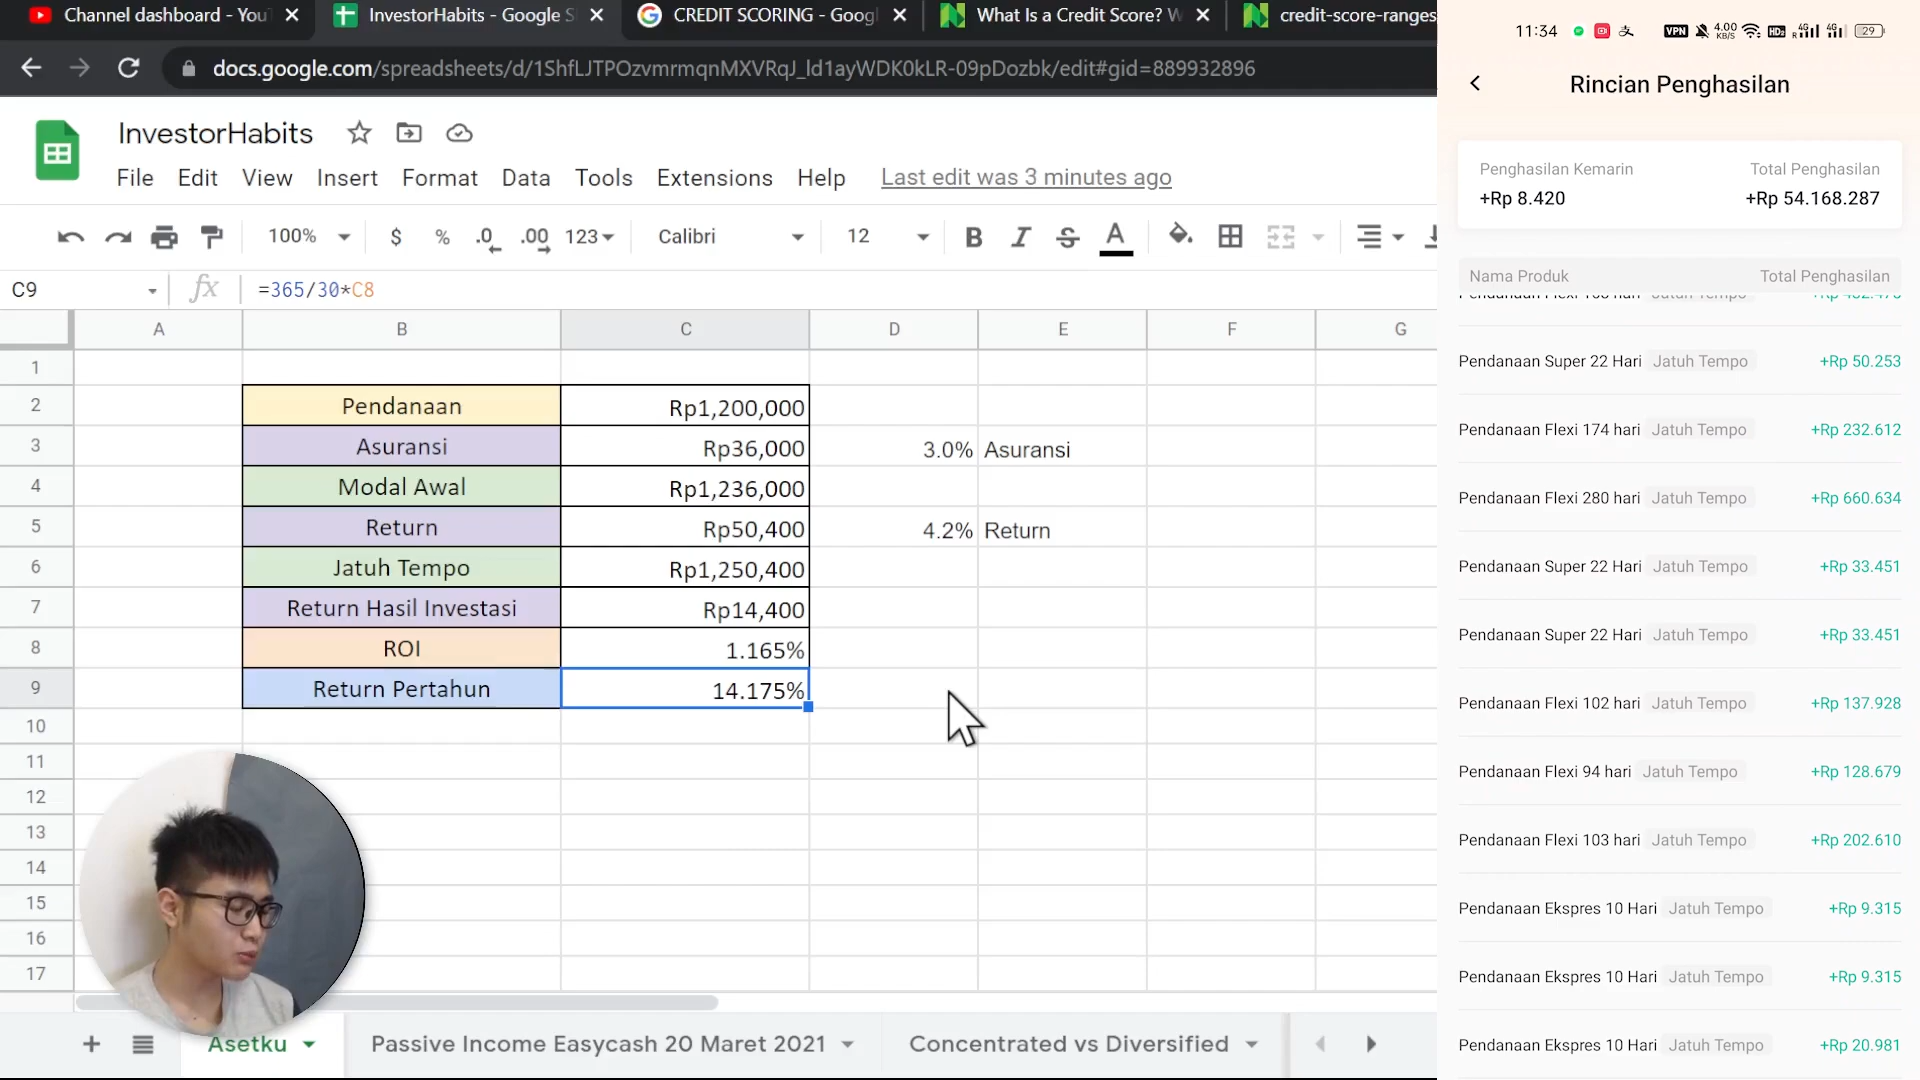 Channel dashboard - You
InvestorHabits - Google S
CREDIT SCORING - Goog
What Is a Credit Score? W
credit-score-ranges
docs.google.com/spreadsheets/d/1ShfLJTPOzvmrmqnMXVRqJ_ld1ayWDK0kLR-09pDozbk/edit#gid=889932896
InvestorHabits
File Edit View Insert Format Data Tools Extensions Help Last edit was 3 minutes ago
100% $ % .0 .00 123 Calibri 12 B I S A
C9 fx =365/30*C8
A B C D E F G
1
2 Pendanaan Rp1,200,000
3 Asuransi Rp36,000 3.0% Asuransi
4 Modal Awal Rp1,236,000
5 Return Rp50,400 4.2% Return
6 Jatuh Tempo Rp1,250,400
7 Return Hasil Investasi Rp14,400
8 ROI 1.165%
9 Return Pertahun 14.175%
10
11
12
13
14
15
16
17
Asetku Passive Income Easycash 20 Maret 2021 Concentrated vs Diversified
11:34 支 VPN 4.00 KB/S HD2 R 4G 4G 29
Rincian Penghasilan
Penghasilan Kemarin Total Penghasilan
+Rp 8.420 +Rp 54.168.287
Nama Produk Total Penghasilan
Pendanaan Super 22 Hari Jatuh Tempo +Rp 50.253
Pendanaan Flexi 174 hari Jatuh Tempo +Rp 232.612
Pendanaan Flexi 280 hari Jatuh Tempo +Rp 660.634
Pendanaan Super 22 Hari Jatuh Tempo +Rp 33.451
Pendanaan Super 22 Hari Jatuh Tempo +Rp 33.451
Pendanaan Flexi 102 hari Jatuh Tempo +Rp 137.928
Pendanaan Flexi 94 hari Jatuh Tempo +Rp 128.679
Pendanaan Flexi 103 hari Jatuh Tempo +Rp 202.610
Pendanaan Ekspres 10 Hari Jatuh Tempo +Rp 9.315
Pendanaan Ekspres 10 Hari Jatuh Tempo +Rp 9.315
Pendanaan Ekspres 10 Hari Jatuh Tempo +Rp 20.981